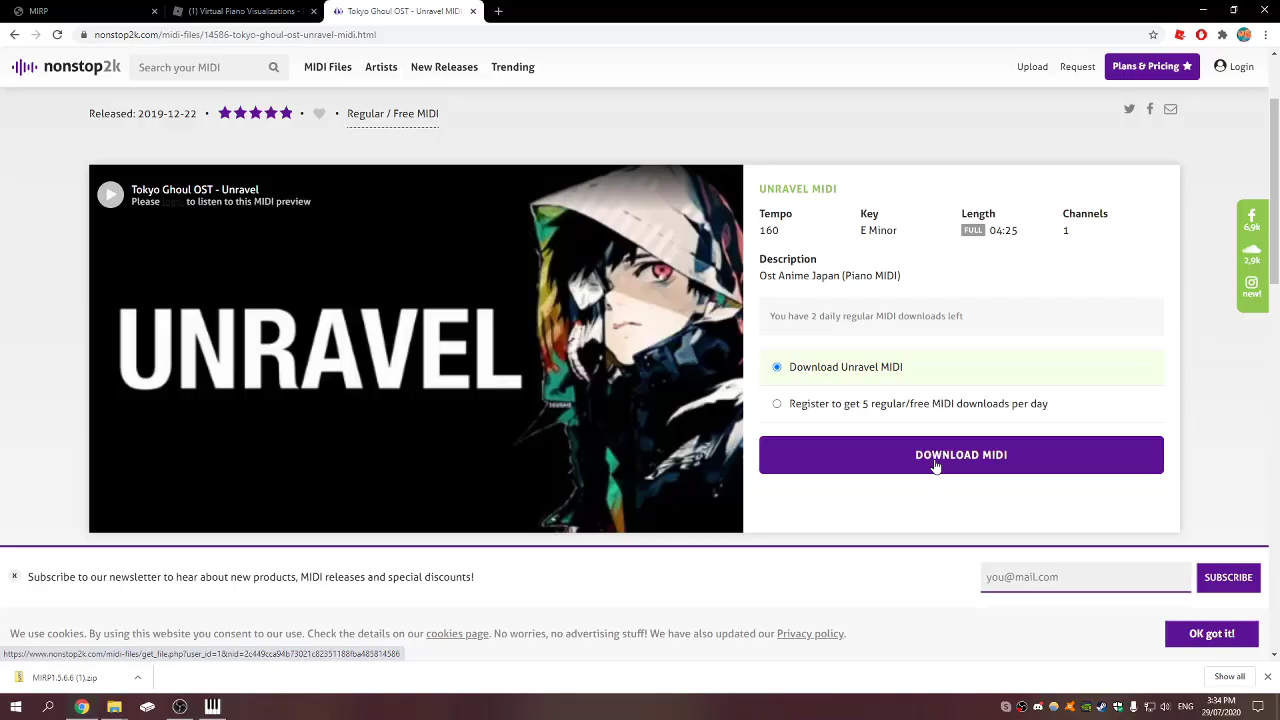 MIRP
(1) Virtual Piano Visualizations -
Tokyo Ghoul OST - Unravel MIDI
nonstop2k.com/midi-files/14586-tokyo-ghoul-ost-unravel-midi.html
nonstop2k
Search your MIDI
MIDI Files
Artists
New Releases
Trending
Upload
Request
Plans & Pricing ★
Login
Released: 2019-12-22 • ★★★★★ • • Regular / Free MIDI
Tokyo Ghoul OST - Unravel
Please login to listen to this MIDI preview
UNRAVEL
UNRAVEL MIDI
Tempo Key Length Channels
160 E Minor FULL 04:25 1
Description
Ost Anime Japan (Piano MIDI)
You have 2 daily regular MIDI downloads left
Download Unravel MIDI
Register to get 5 regular/free MIDI downloads per day
DOWNLOAD MIDI
6,9k
2,9k
new!
x Subscribe to our newsletter to hear about new products, MIDI releases and special discounts!
you@mail.com
SUBSCRIBE
We use cookies. By using this website you consent to our use. Check the details on our cookies page. No worries, no advertising stuff! We have also updated our Privacy policy.
OK got it!
https://www.nonstop2k.com/midi-files/get_file.php?user_id=1&nid=2c449cca94b73021c82351188fba485814586
MIRP1.5.6.6 (1).zip
Show all
ENG
3:34 PM
29/07/2020